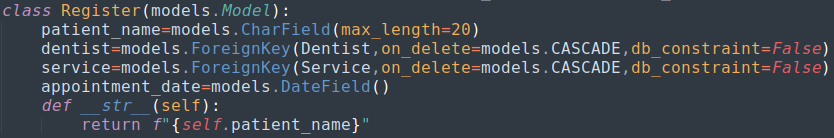 class Register(models.Model):
    patient_name=models.CharField(max_length=20)
    dentist=models.ForeignKey(Dentist,on_delete=models.CASCADE,db_constraint=False)
    service=models.ForeignKey(Service,on_delete=models.CASCADE,db_constraint=False)
    appointment_date=models.DateField()
    def __str__(self):
        return f"{self.patient_name}"